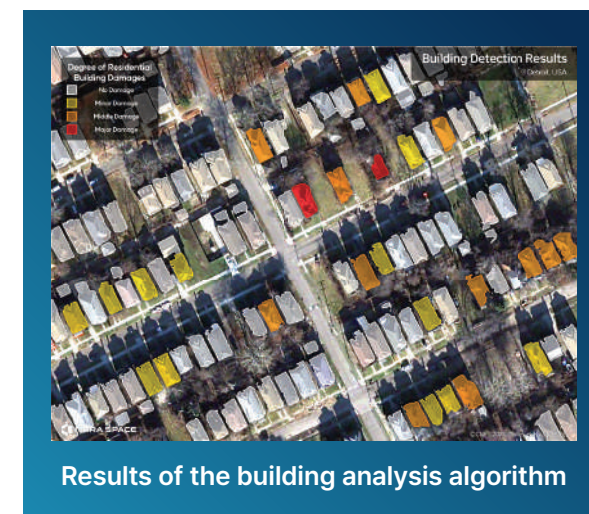 Degree of Residential
Building Damages
No Damage
Minor Damage
Middle Damage
Major Damage
Building Detection Results
Detroit, USA
SPACE
Results of the building analysis algorithm